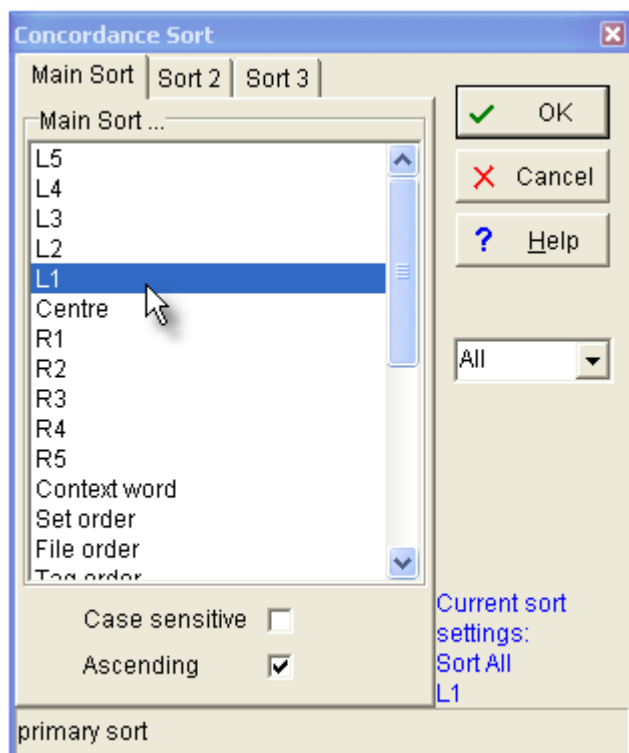 Concordance Sort
Main Sort
Sort 2
Sort 3
Main Sort ...
L5
L4
L3
L2
L1
Centre
R1
R2
R3
R4
R5
Context word
Set order
File order
Tag order
Case sensitive
Ascending
OK
Cancel
? Help
All
Current sort
settings:
Sort All
L1
primary sort